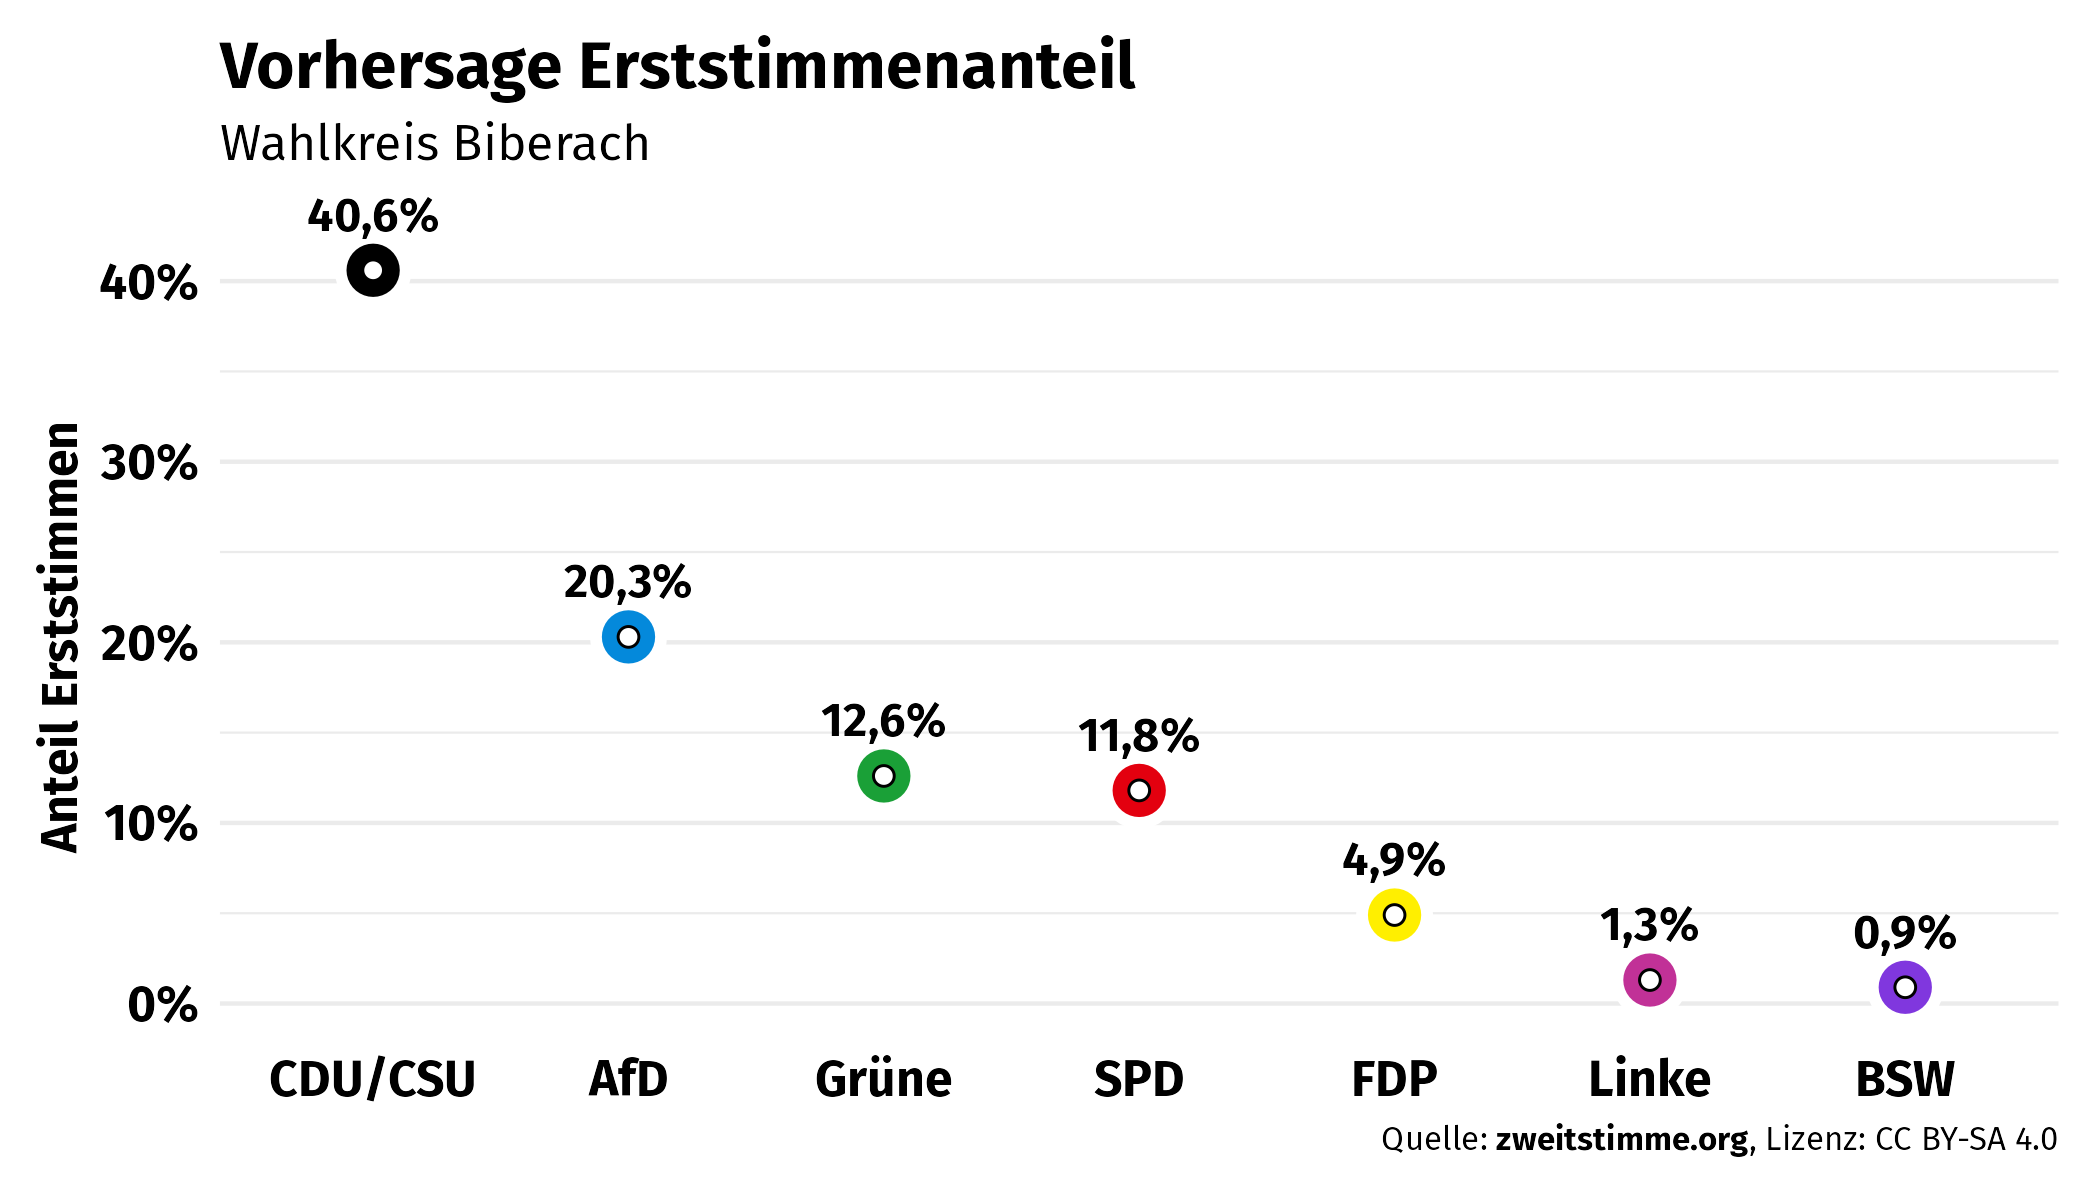 Vorhersage Erststimmenanteil
Wahlkreis Biberach
Anteil Erststimmen
40%
30%
20%
10%
0%
40,6%
20,3%
12,6%
11,8%
4,9%
1,3%
0,9%
CDU/CSU AfD Grüne SPD FDP Linke BSW
Quelle: zweitstimme.org, Lizenz: CC BY-SA 4.0